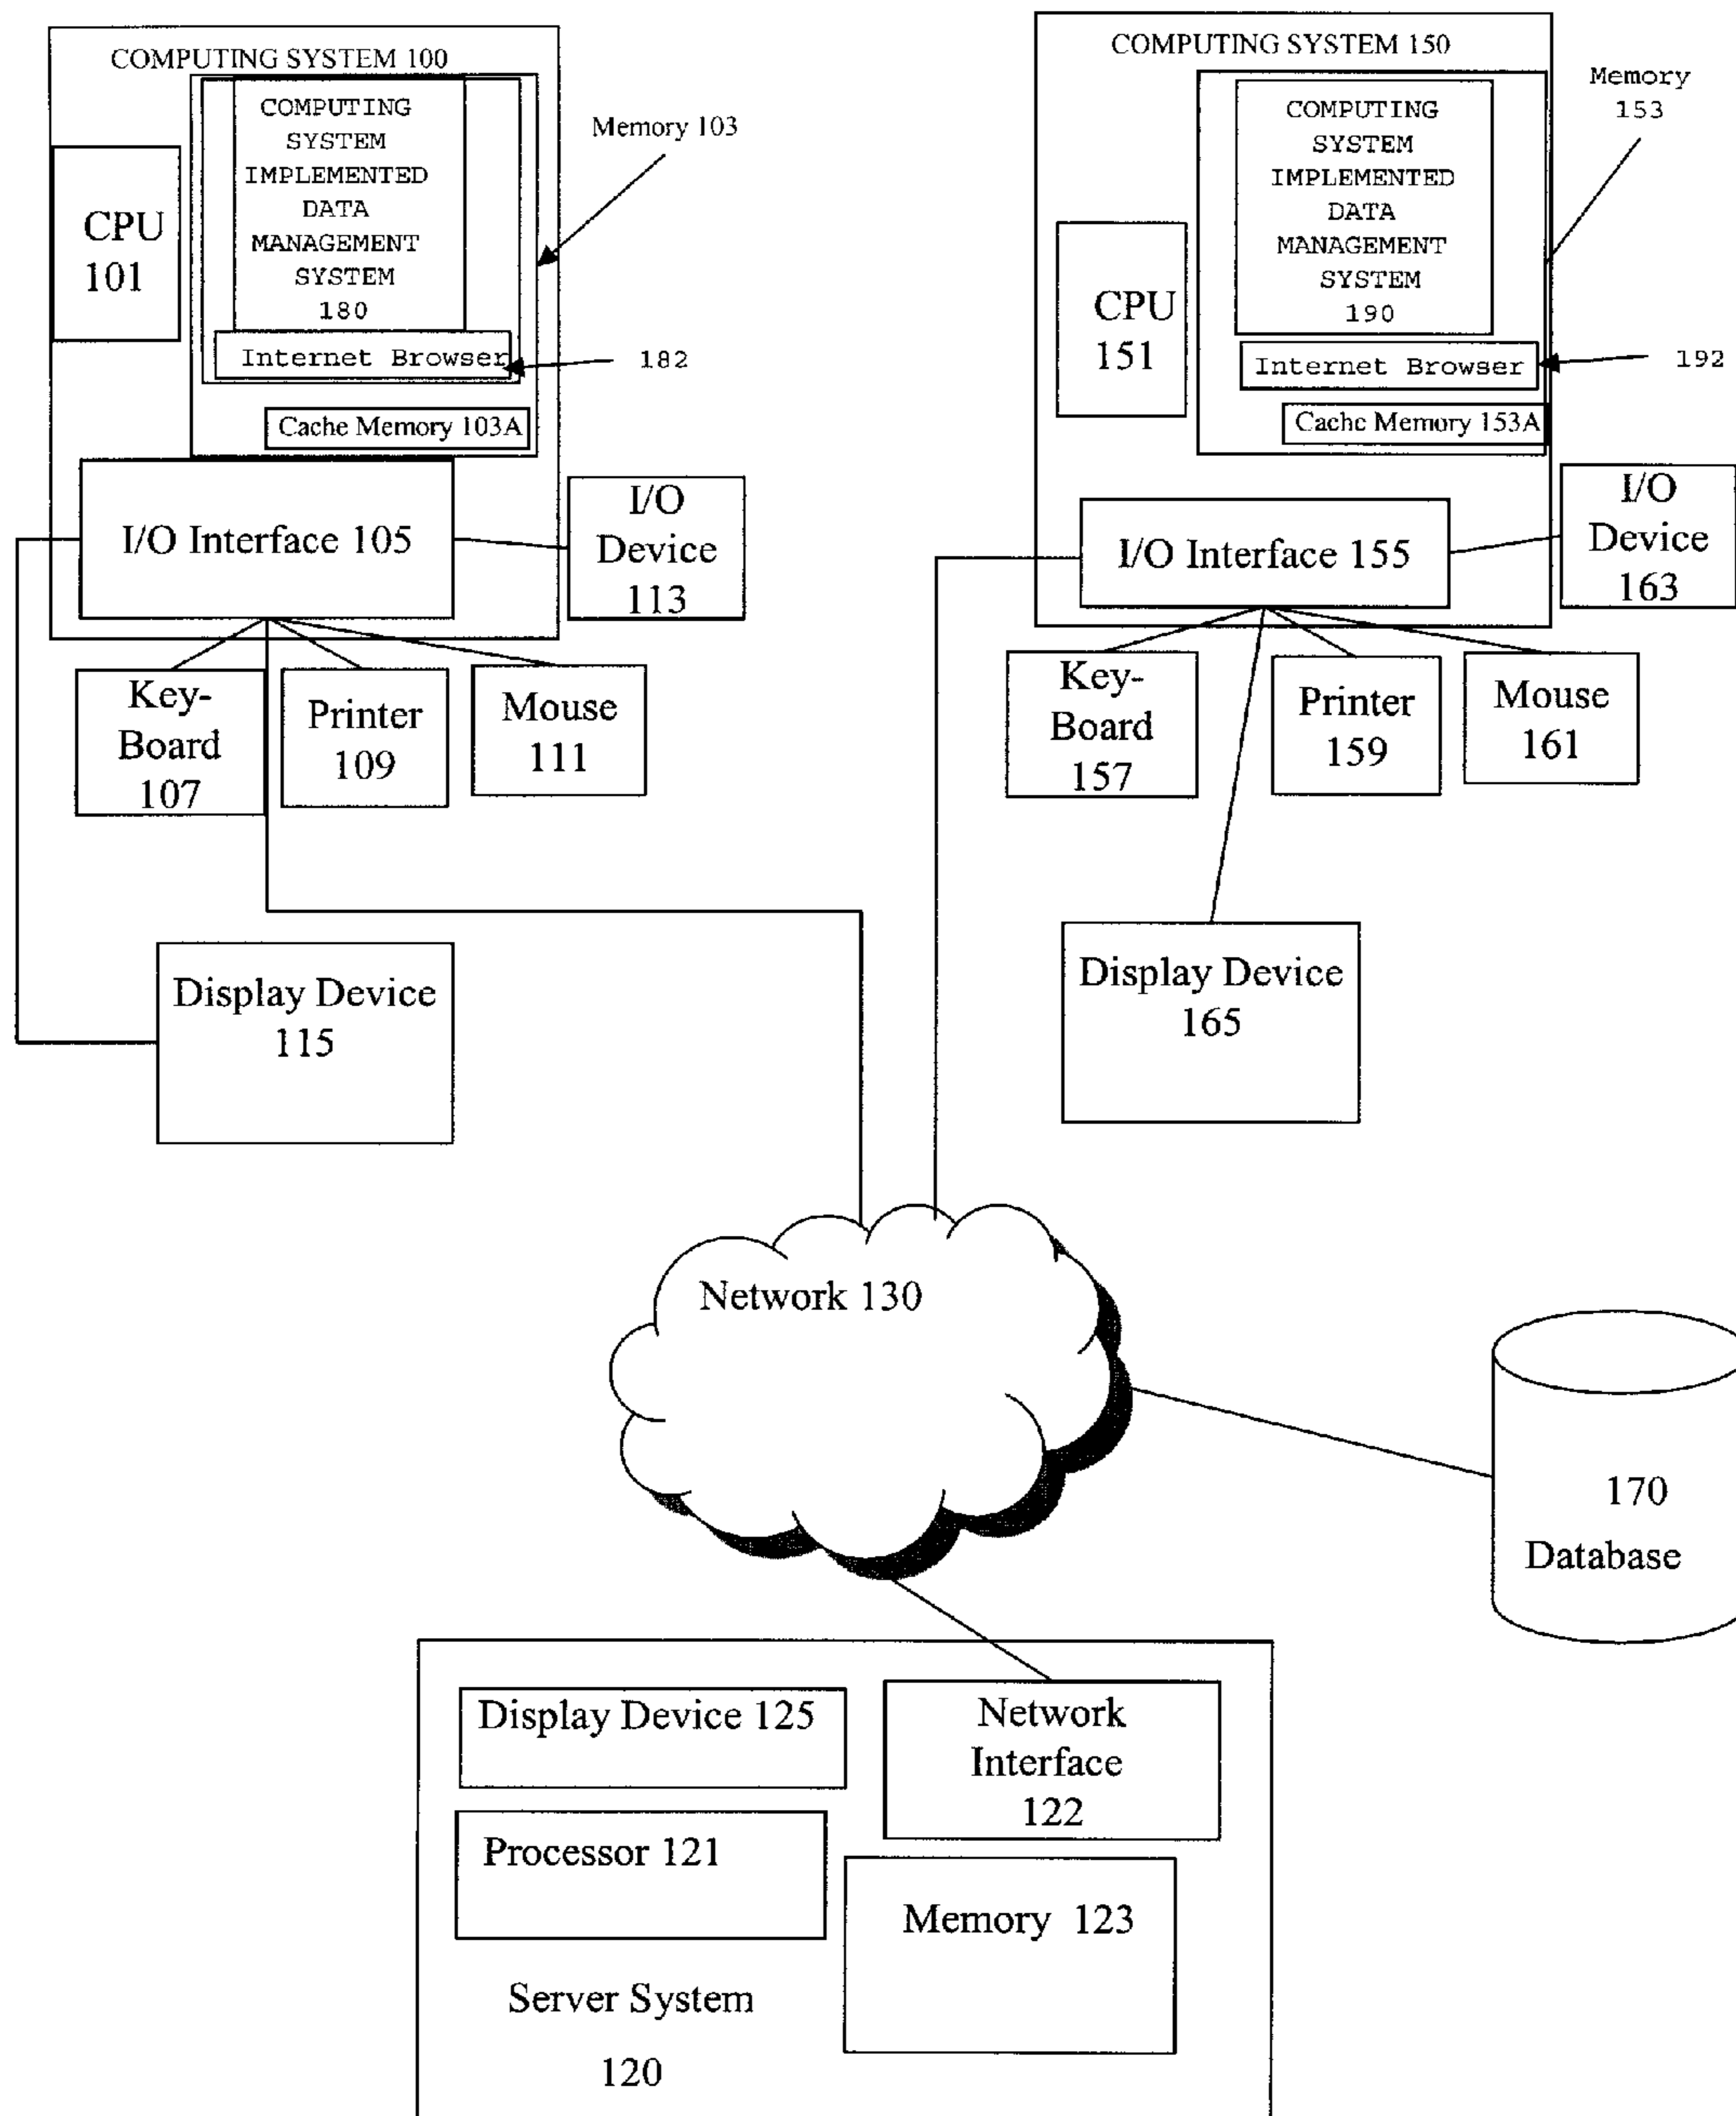 COMPUTING SYSTEM 100
COMPUTING
SYSTEM
IMPLEMENTED
DATA
MANAGEMENT
SYSTEM
180
Internet Browser
182
Cache Memory 103A
Memory 103
CPU
101
I/O Interface 105
I/O
Device
113
Key-
Board
107
Printer
109
Mouse
111
Display Device
115
COMPUTING SYSTEM 150
COMPUTING
SYSTEM
IMPLEMENTED
DATA
MANAGEMENT
SYSTEM
190
Internet Browser
192
Cache Memory 153A
Memory
153
CPU
151
I/O Interface 155
I/O
Device
163
Key-
Board
157
Printer
159
Mouse
161
Display Device
165
Network 130
170
Database
Display Device 125
Network
Interface
122
Processor 121
Memory 123
Server System
120